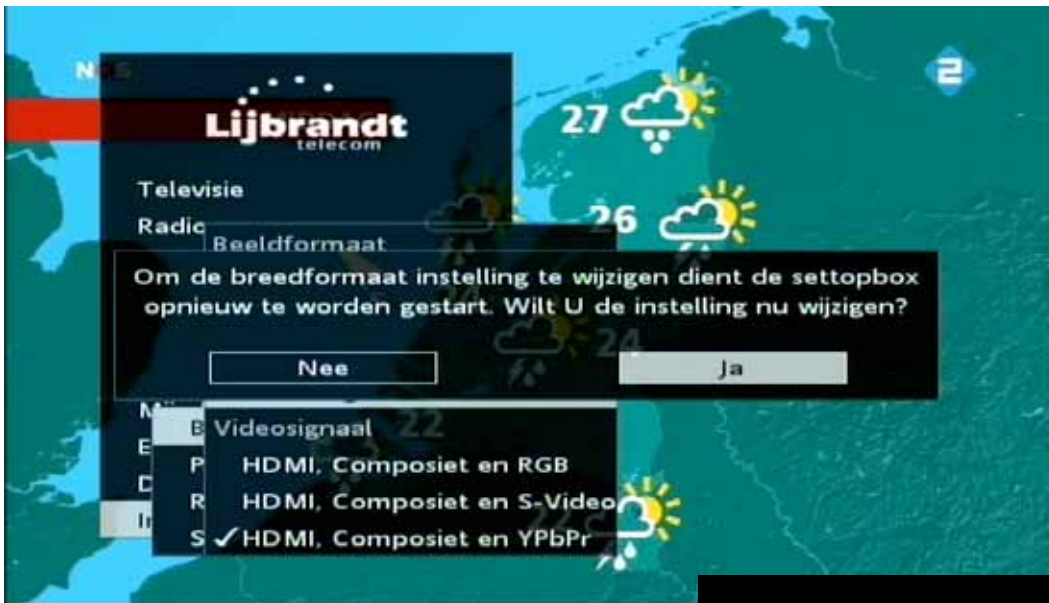 2
Lijbrandt
telecom
27
Televisie
Radio
26
Beeldformaat
Om de breedformaat instelling te wijzigen dient de settopbox
opnieuw te worden gestart. Wilt U de instelling nu wijzigen?
24
Nee
Ja
Videosignaal
22
HDMI, Composiet en RGB
HDMI, Composiet en S-Video
22
✓HDMI, Composiet en YPbPr